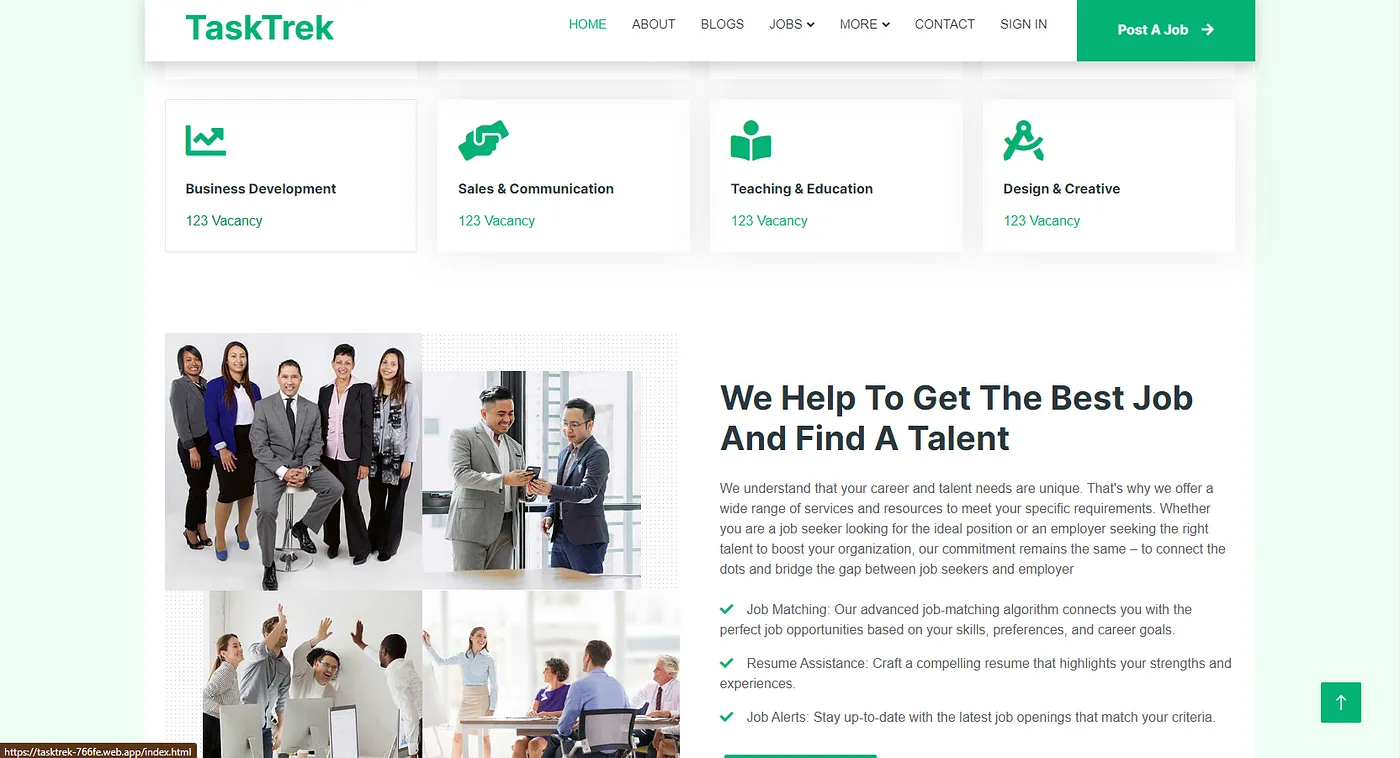 TaskTrek
HOME ABOUT BLOGS JOBS MORE CONTACT SIGN IN Post A Job
Business Development
123 Vacancy
Sales & Communication
123 Vacancy
Teaching & Education
123 Vacancy
Design & Creative
123 Vacancy
We Help To Get The Best Job
And Find A Talent
We understand that your career and talent needs are unique. That's why we offer a
wide range of services and resources to meet your specific requirements. Whether
you are a job seeker looking for the ideal position or an employer seeking the right
talent to boost your organization, our commitment remains the same – to connect the
dots and bridge the gap between job seekers and employer
Job Matching: Our advanced job-matching algorithm connects you with the
perfect job opportunities based on your skills, preferences, and career goals.
Resume Assistance: Craft a compelling resume that highlights your strengths and
experiences.
Job Alerts: Stay up-to-date with the latest job openings that match your criteria.
https://tasktrek-766fe.web.app/index.html